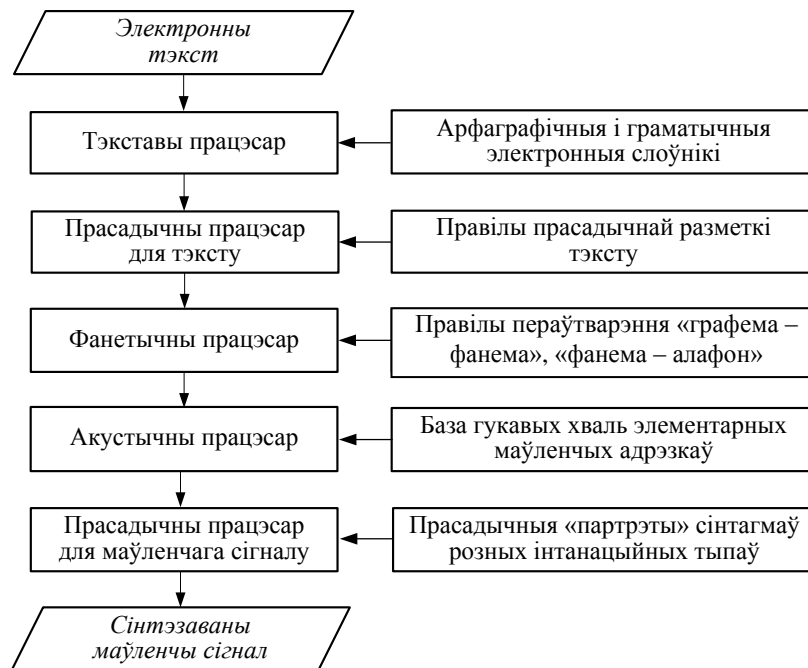 Электронны
тэкст
Тэкставы працэсар
Арфаграфічныя і граматычныя
электронныя слоўнікі
Прасадычны працэсар
для тэксту
Правілы прасадычнай разметкі
тэксту
Фанетычны працэсар
Правілы пераўтварэння «графема –
фанема», «фанема – алафон»
Акустычны працэсар
База гукавых хваль элементарных
маўленчых адрэзкаў
Прасадычны працэсар
для маўленчага сігналу
Прасадычныя «партрэты» сінтагмаў
розных інтанацыйных тыпаў
Сінтэзаваны
маўленчы сігнал